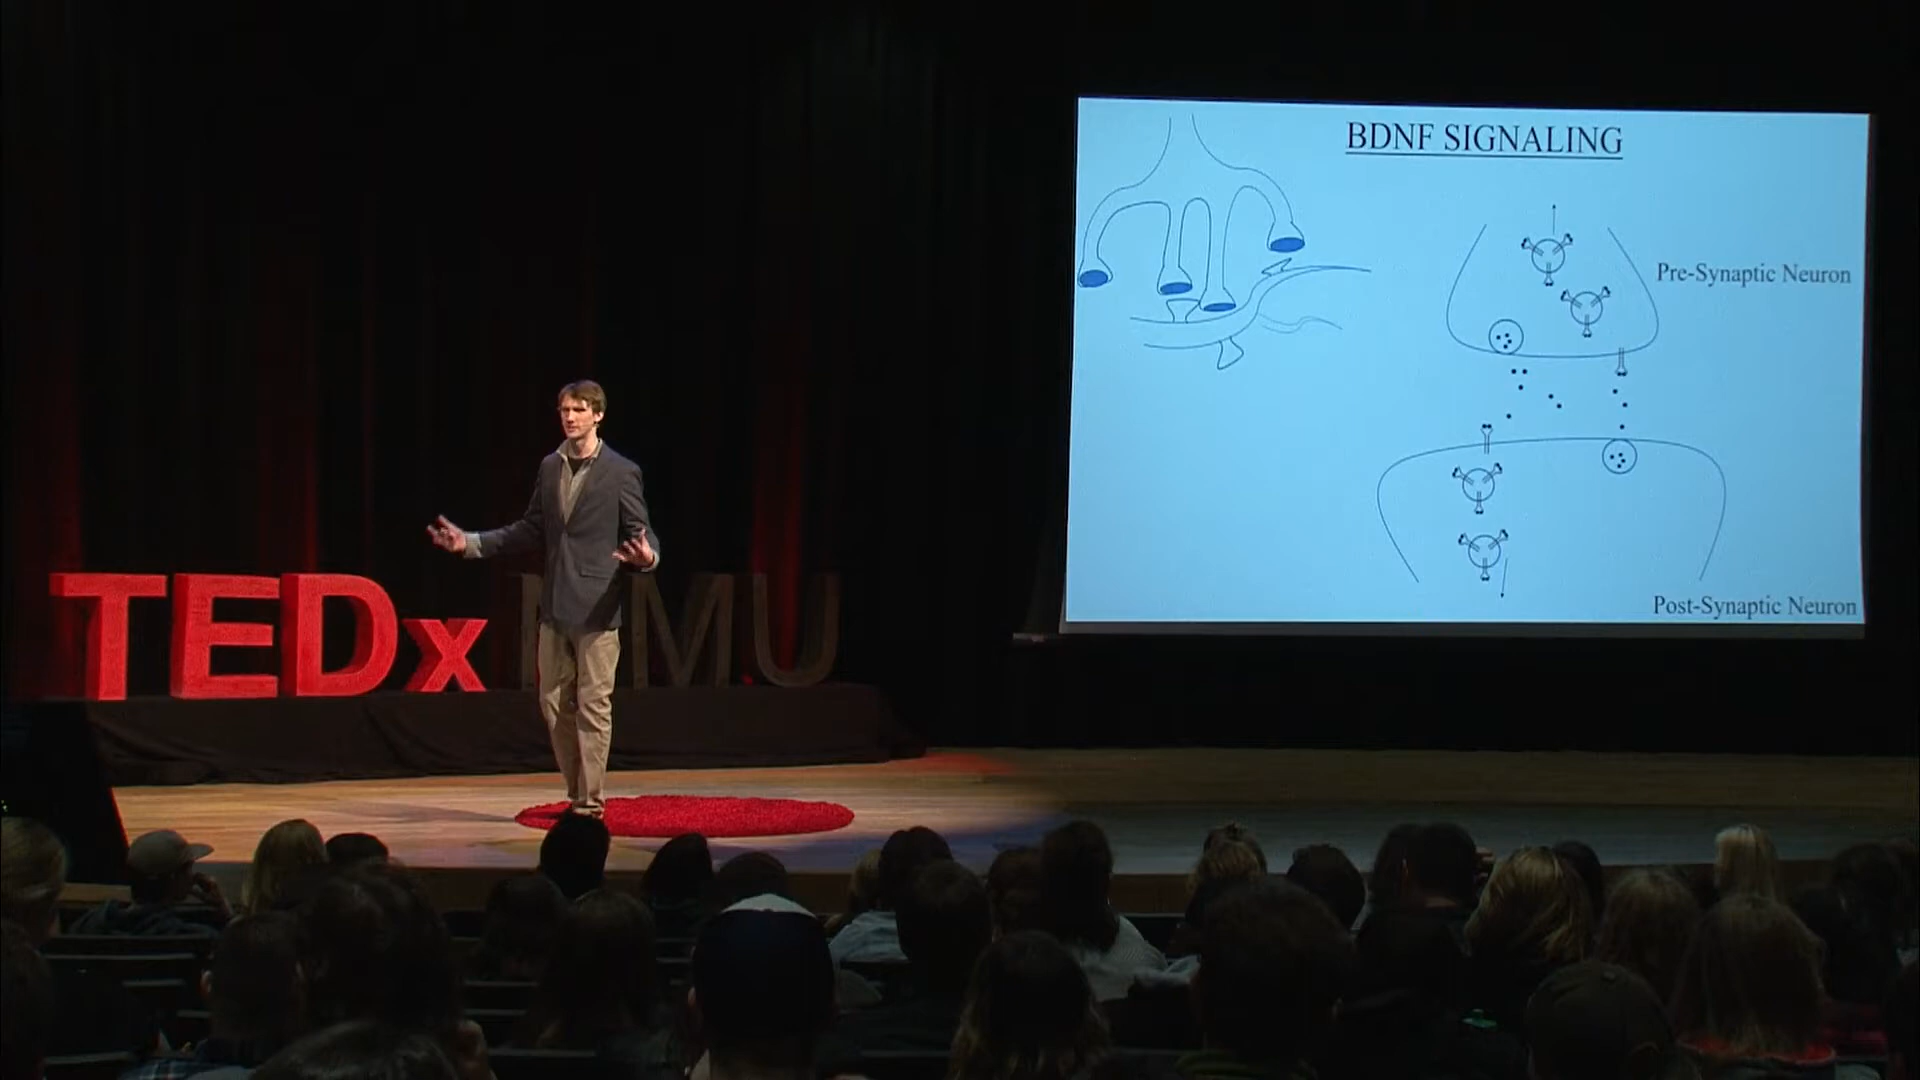 BDNF SIGNALING
Pre-Synaptic Neuron
Post-Synaptic Neuron
TEDx